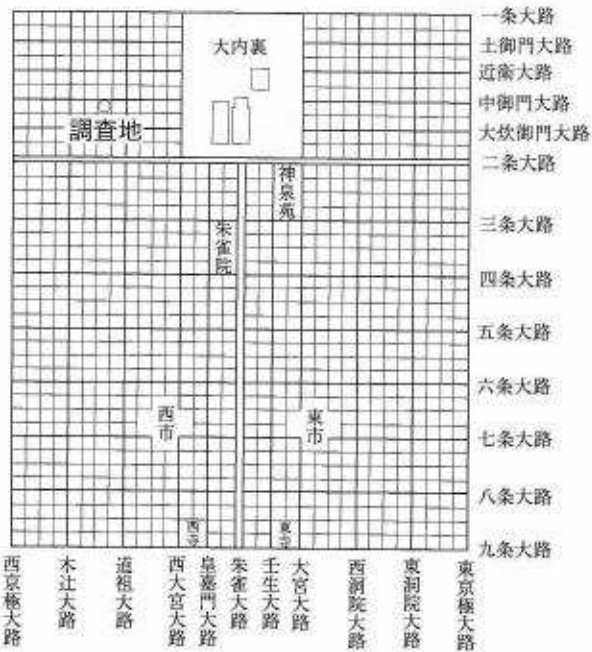 一条大路
土御門大路
近衛大路
中御門大路
大炊御門大路
二条大路
三条大路
四条大路
五条大路
六条大路
七条大路
八条大路
九条大路
大内裏
調査地
神泉苑
朱雀院
西市
東市
西寺
東寺
西京極大路
木辻大路
道祖大路
西大宮大路
皇嘉門大路
朱雀大路
壬生大路
大宮大路
西洞院大路
東洞院大路
東京極大路